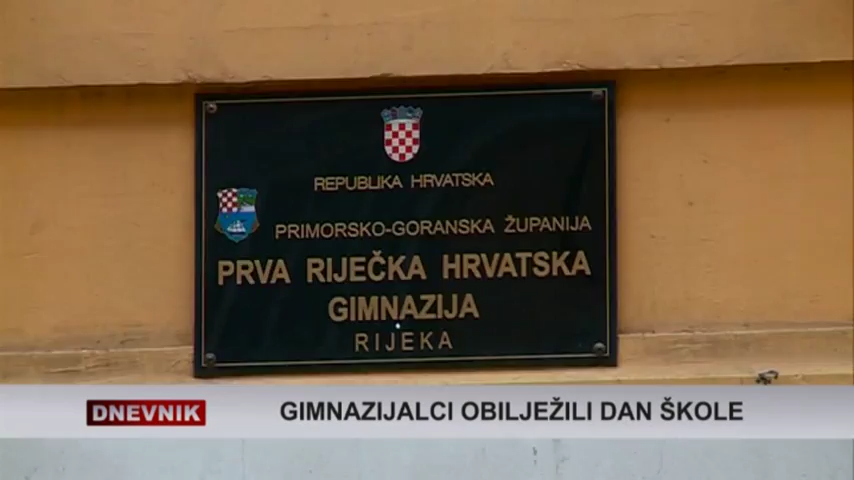 REPUBLIKA HRVATSKA
PRIMORSKO-GORANSKA ŽUPANIJA
PRVA RIJEČKA HRVATSKA
GIMNAZIJA
RIJEKA
DNEVNIK
GIMNAZIJALCI OBILJEŽILI DAN ŠKOLE